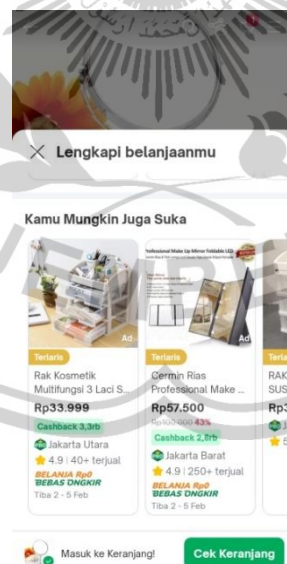 Lengkapi belanjaanmu
Kamu Mungkin Juga Suka
Professional Make Up Mirror Foldable LED
Ad
Ad
Terlaris
Rak Kosmetik
Multifungsi 3 Laci S...
Rp33.999
Cashback 3,3rb
Jakarta Utara
4.9 | 40+ terjual
BELANJA Rp0
BEBAS ONGKIR
Tiba 2 - 5 Feb
Terlaris
Cermin Rias
Professional Make ...
Rp57.500
Rp100.000 43%
Cashback 2,8rb
Jakarta Barat
4.9 | 250+ terjual
BELANJA Rp0
BEBAS ONGKIR
Tiba 2 - 5 Feb
RAK
SUS
Masuk ke Keranjang!
Cek Keranjang